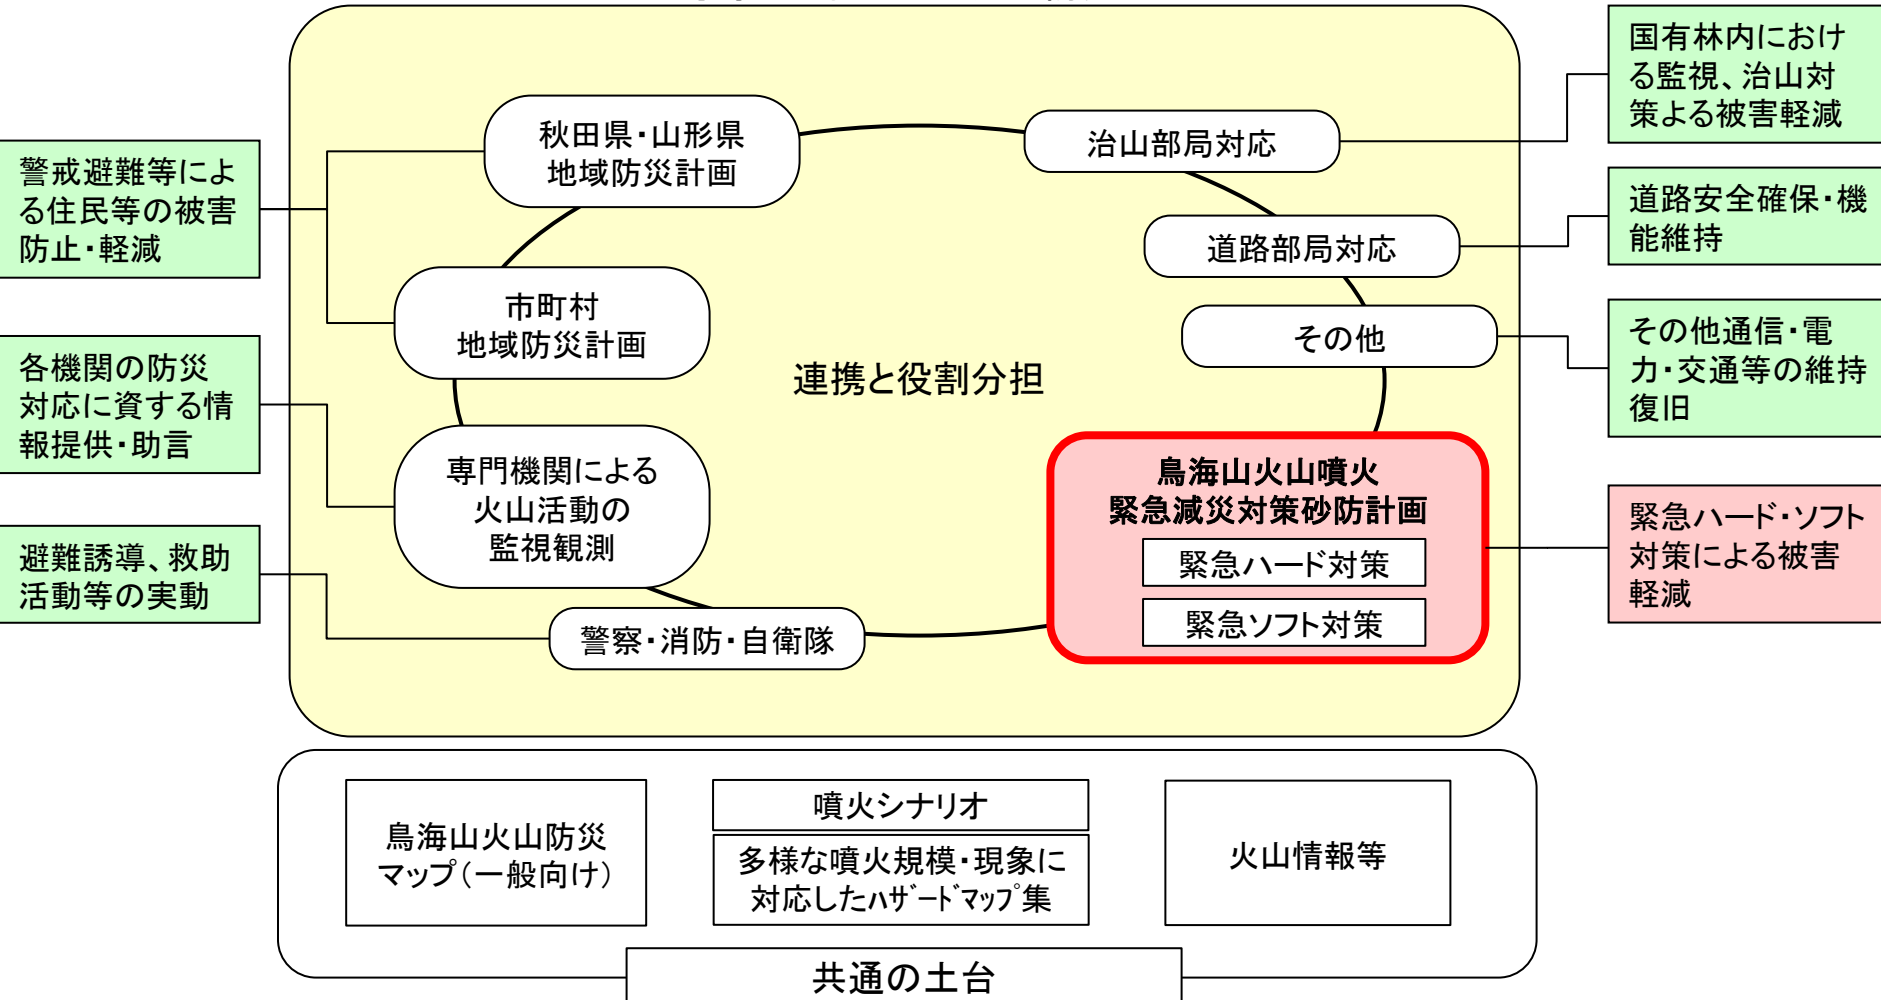 国有林内におけ
る監視、治山対
策よる被害軽減
秋田県・山形県
地域防災計画
治山部局対応
警戒避難等によ
る住民等の被害
防止・軽減
道路安全確保・機
能維持
道路部局対応
市町村
地域防災計画
その他
その他通信・電
力・交通等の維持
復旧
各機関の防災
対応に資する情
報提供・助言
連携と役割分担
専門機関による
火山活動の
監視観測
鳥海山火山噴火
緊急減災対策砂防計画
緊急ハード対策
緊急ソフト対策
緊急ハード・ソフト
対策による被害
軽減
避難誘導、救助
活動等の実動
警察・消防・自衛隊
鳥海山火山防災
マップ（一般向け）
噴火シナリオ
多様な噴火規模・現象に
対応したﾊｻﾞｰﾄﾞﾏｯﾌﾟ集
火山情報等
共通の土台